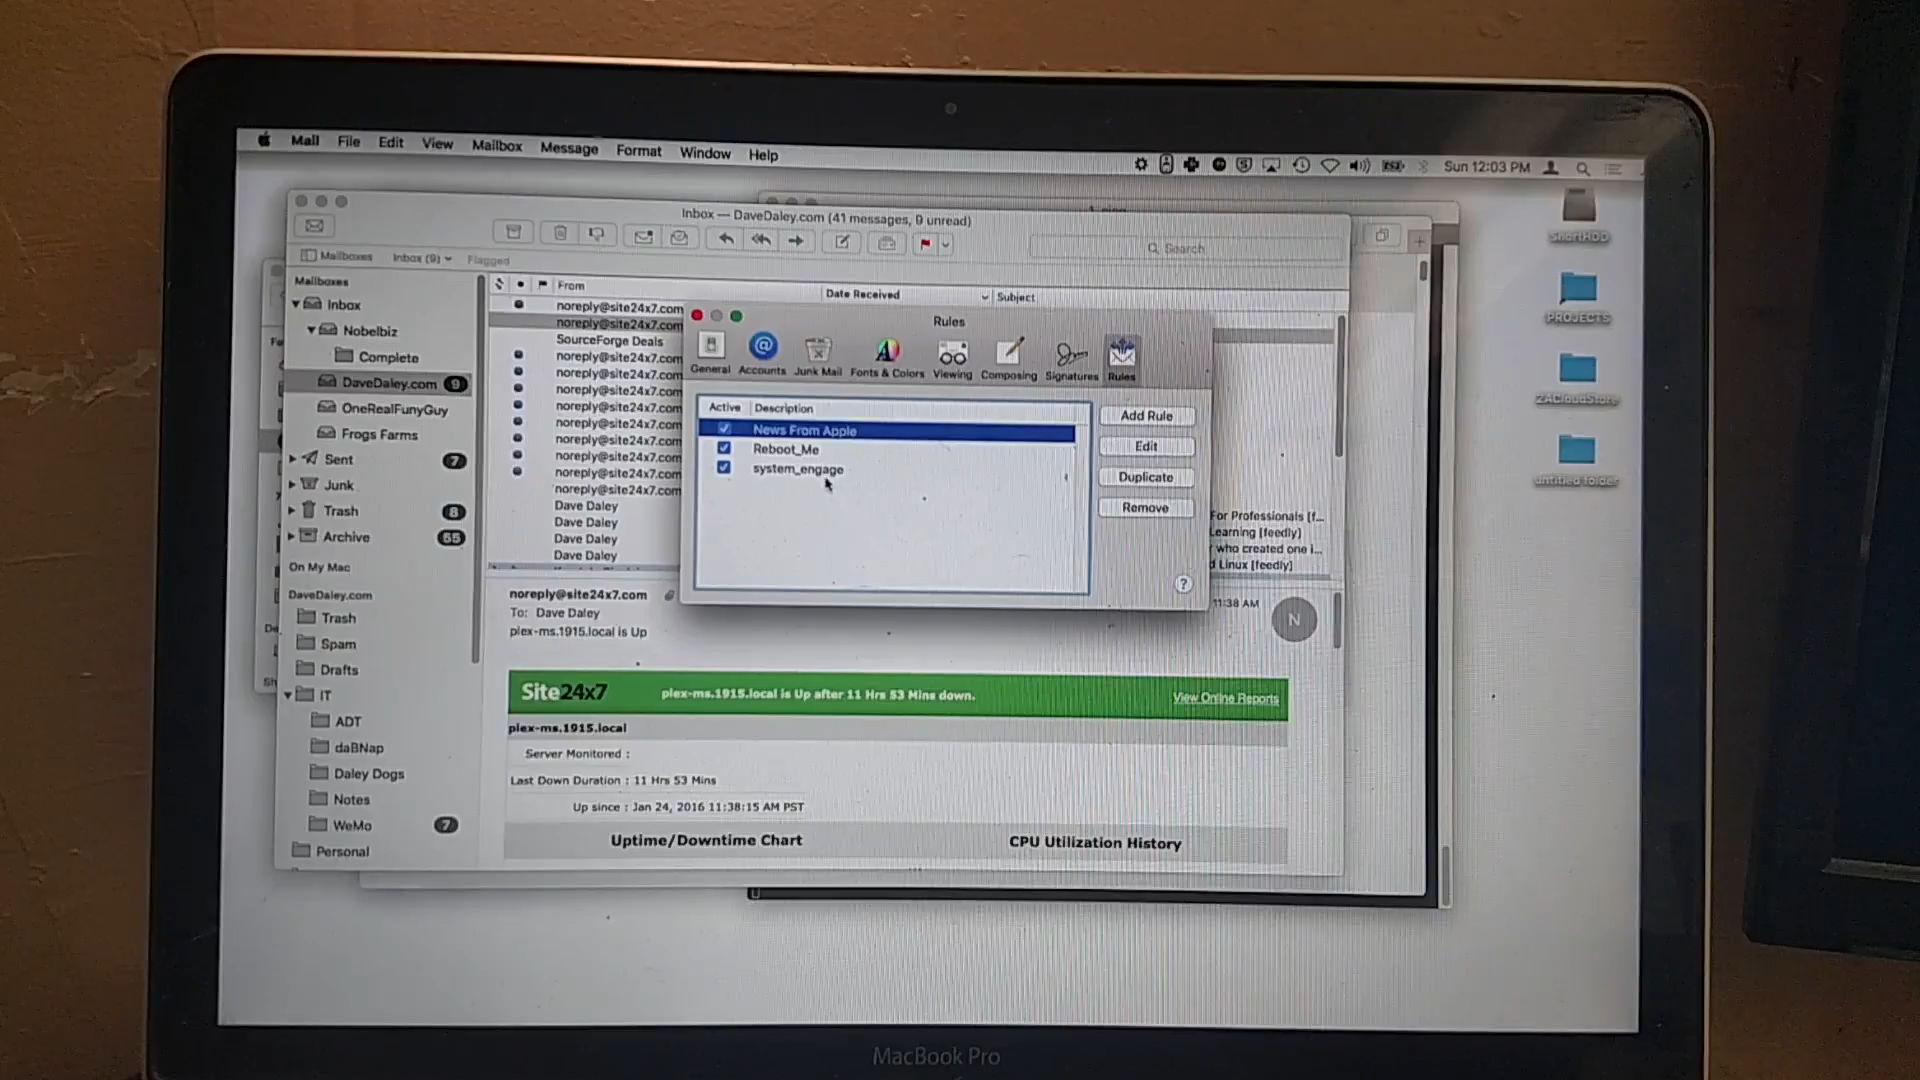 Mail File Edit View Mailbox Message Format Window Help
Sun 12:03 PM
Inbox — DaveDaley.com (41 messages, 9 unread)
Search
Mailboxes Inbox (9) Flagged
Mailboxes
Inbox
Nobelbiz
Complete
DaveDaley.com 9
OneRealFunyGuy
Frogs Farms
Sent 7
Junk
Trash 8
Archive 55
On My Mac
DaveDaley.com
Trash
Spam
Drafts
IT
ADT
daBNap
Daley Dogs
Notes
WeMo 7
Personal
From Date Received Subject
noreply@site24x7.com
noreply@site24x7.com
SourceForge Deals
noreply@site24x7.com
noreply@site24x7.com
noreply@site24x7.com
noreply@site24x7.com
noreply@site24x7.com
noreply@site24x7.com
noreply@site24x7.com
noreply@site24x7.com
noreply@site24x7.com
Dave Daley
Dave Daley
Dave Daley
Dave Daley
For Professionals [f...
Learning [feedly]
who created one i...
d Linux [feedly]
Rules
General Accounts Junk Mail Fonts & Colors Viewing Composing Signatures Rules
Active Description
News From Apple
Reboot_Me
system_engage
Add Rule
Edit
Duplicate
Remove
?
noreply@site24x7.com
11:38 AM
N
To: Dave Daley
plex-ms.1915.local is Up
Site24x7 plex-ms.1915.local is Up after 11 Hrs 53 Mins down. View Online Reports
plex-ms.1915.local
Server Monitored :
Last Down Duration : 11 Hrs 53 Mins
Up since : Jan 24, 2016 11:38:15 AM PST
Uptime/Downtime Chart CPU Utilization History
PROJECTS
2ACloudStore
untitled folder
MacBook Pro